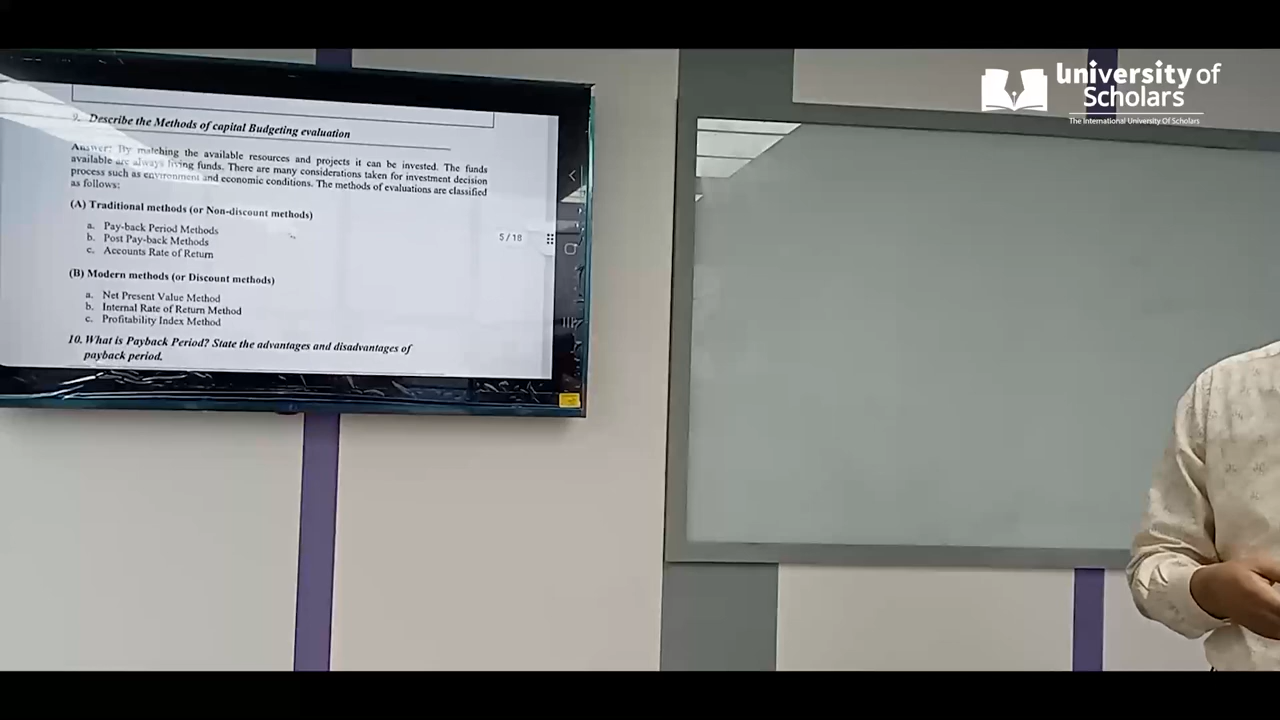 University of
Scholars
The International University Of Scholars
9. Describe the Methods of capital Budgeting evaluation
Answer: By matching the available resources and projects it can be invested. The funds
available are always living funds. There are many considerations taken for investment decision
process such as environment and economic conditions. The methods of evaluations are classified
as follows:
(A) Traditional methods (or Non-discount methods)
a. Pay-back Period Methods
b. Post Pay-back Methods
c. Accounts Rate of Return
5/18
(B) Modern methods (or Discount methods)
a. Net Present Value Method
b. Internal Rate of Return Method
c. Profitability Index Method
10. What is Payback Period? State the advantages and disadvantages of
payback period.